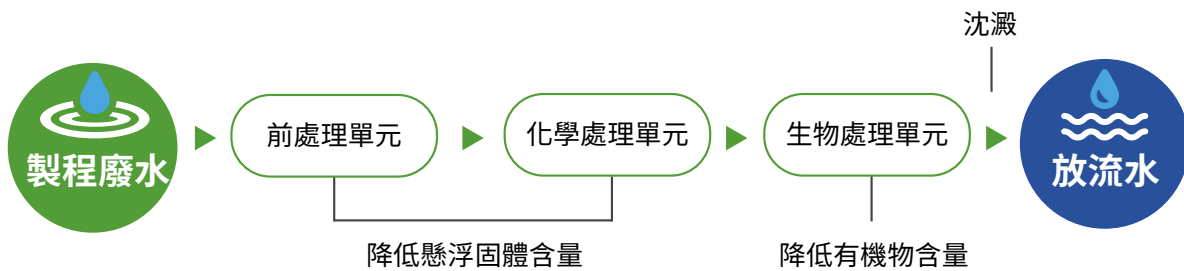 沈澱
製程廢水
前處理單元
化學處理單元
生物處理單元
放流水
降低懸浮固體含量
降低有機物含量